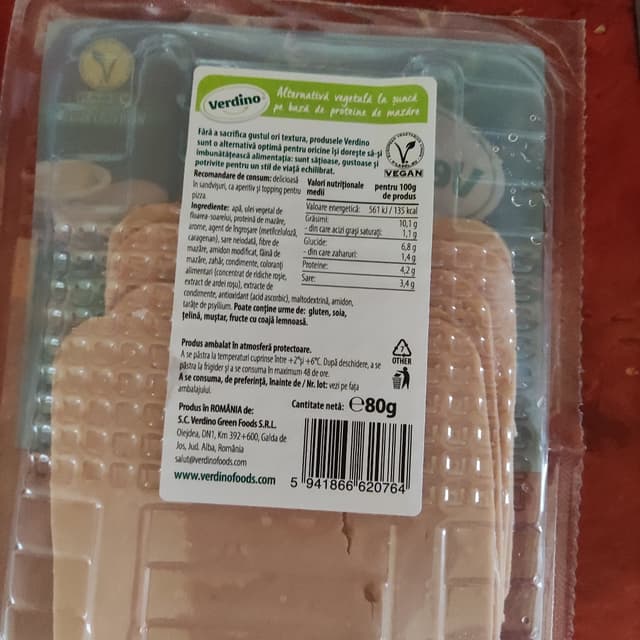 Verdino
Alternativă vegetală la șuncă
pe bază de proteine de mazăre
Fără a sacrifica gustul ori textura, produsele Verdino
sunt o alternativă optimă pentru oricine își dorește să-și
îmbunătățească alimentația: sunt sățioase, gustoase și
potrivite pentru un stil de viață echilibrat.
VEGAN
Recomandare de consum: delicioasă
în sandvișuri, ca aperitiv și topping pentru
pizza.
Ingrediente: apă, ulei vegetal de
floarea-soarelui, proteină de mazăre,
arome, agent de îngroșare (metilceluloză,
caragenan), sare neiodată, fibre de
mazăre, amidon modificat, făină de
mazăre, zahăr, condimente, coloranți
alimentari (concentrat de ridiche roșie,
extract de ardei roșu), extracte de
condimente, antioxidant (acid ascorbic), maltodextrină, amidon,
tărâțe de psyllium. Poate conține urme de: gluten, soia,
țelină, muștar, fructe cu coajă lemnoasă.
Valori nutriționale pentru 100g
medii de produs
Valoare energetică: 561 kJ / 135 kcal
Grăsimi: 10,1 g
- din care acizi grași saturați: 1,1 g
Glucide: 6,8 g
- din care zaharuri: 1,4 g
Proteine: 4,2 g
Sare: 3,4 g
Produs ambalat în atmosferă protectoare.
A se păstra la temperaturi cuprinse între +2° și +6°C. După deschidere, a se
păstra la frigider și a se consuma în maximum 48 de ore.
A se consuma, de preferință, înainte de / Nr. lot: vezi pe fața
ambalajului.
7
OTHER
Produs în ROMÂNIA de:
S.C. Verdino Green Foods S.R.L.
Oiejdea, DN1, Km 392+600, Galda de
Jos, Jud. Alba, România
salut@verdinofoods.com
www.verdinofoods.com
Cantitate netă: ℮80g
5 941866 620764